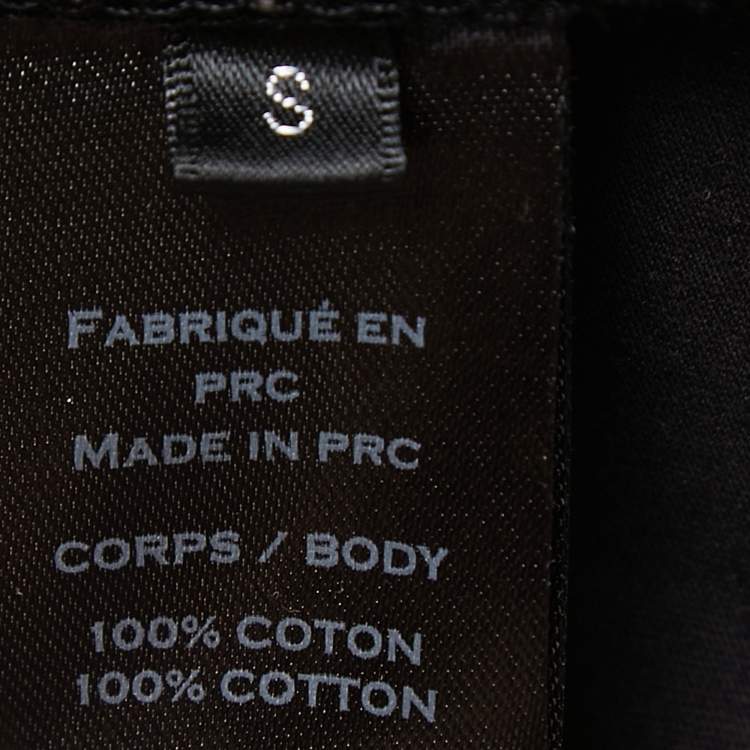 S
FABRIQUÉ EN
PRC
MADE IN PRC
CORPS / BODY
100% COTON
100% COTTON